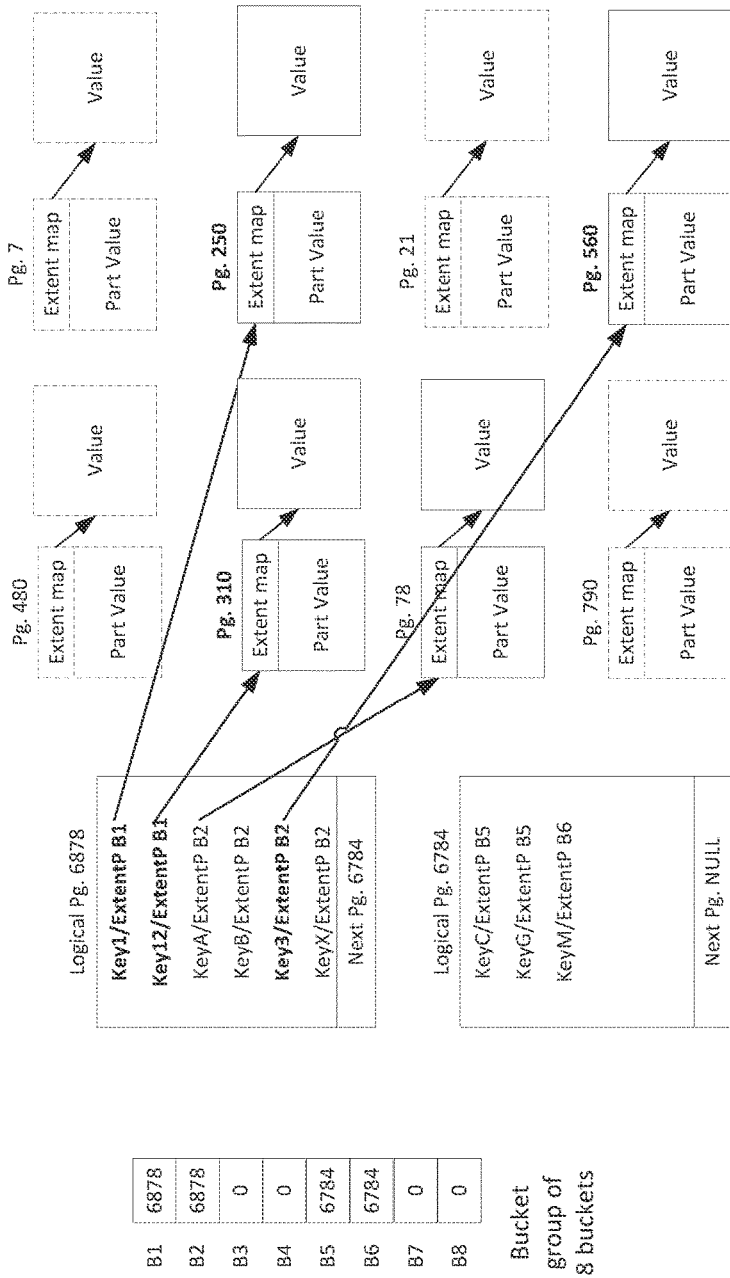 B1 6878
B2 6878
B3 0
B4 0
B5 6784
B6 6784
B7 0
B8 0
Bucket
group of
8 buckets
Logical Pg. 6878
Key1/ExtentP B1
Key12/ExtentP B1
KeyA/ExtentP B2
KeyB/ExtentP B2
Key3/ExtentP B2
KeyX/ExtentP B2
Next Pg. 6784
Logical Pg. 6784
KeyC/ExtentP B5
KeyG/ExtentP B5
KeyM/ExtentP B6
Next Pg. NULL
Pg. 480
Extent map
Part Value
Value
Pg. 310
Extent map
Part Value
Value
Pg. 78
Extent map
Part Value
Value
Pg. 790
Extent map
Part Value
Value
Pg. 7
Extent map
Part Value
Value
Pg. 250
Extent map
Part Value
Value
Pg. 21
Extent map
Part Value
Value
Pg. 560
Extent map
Part Value
Value